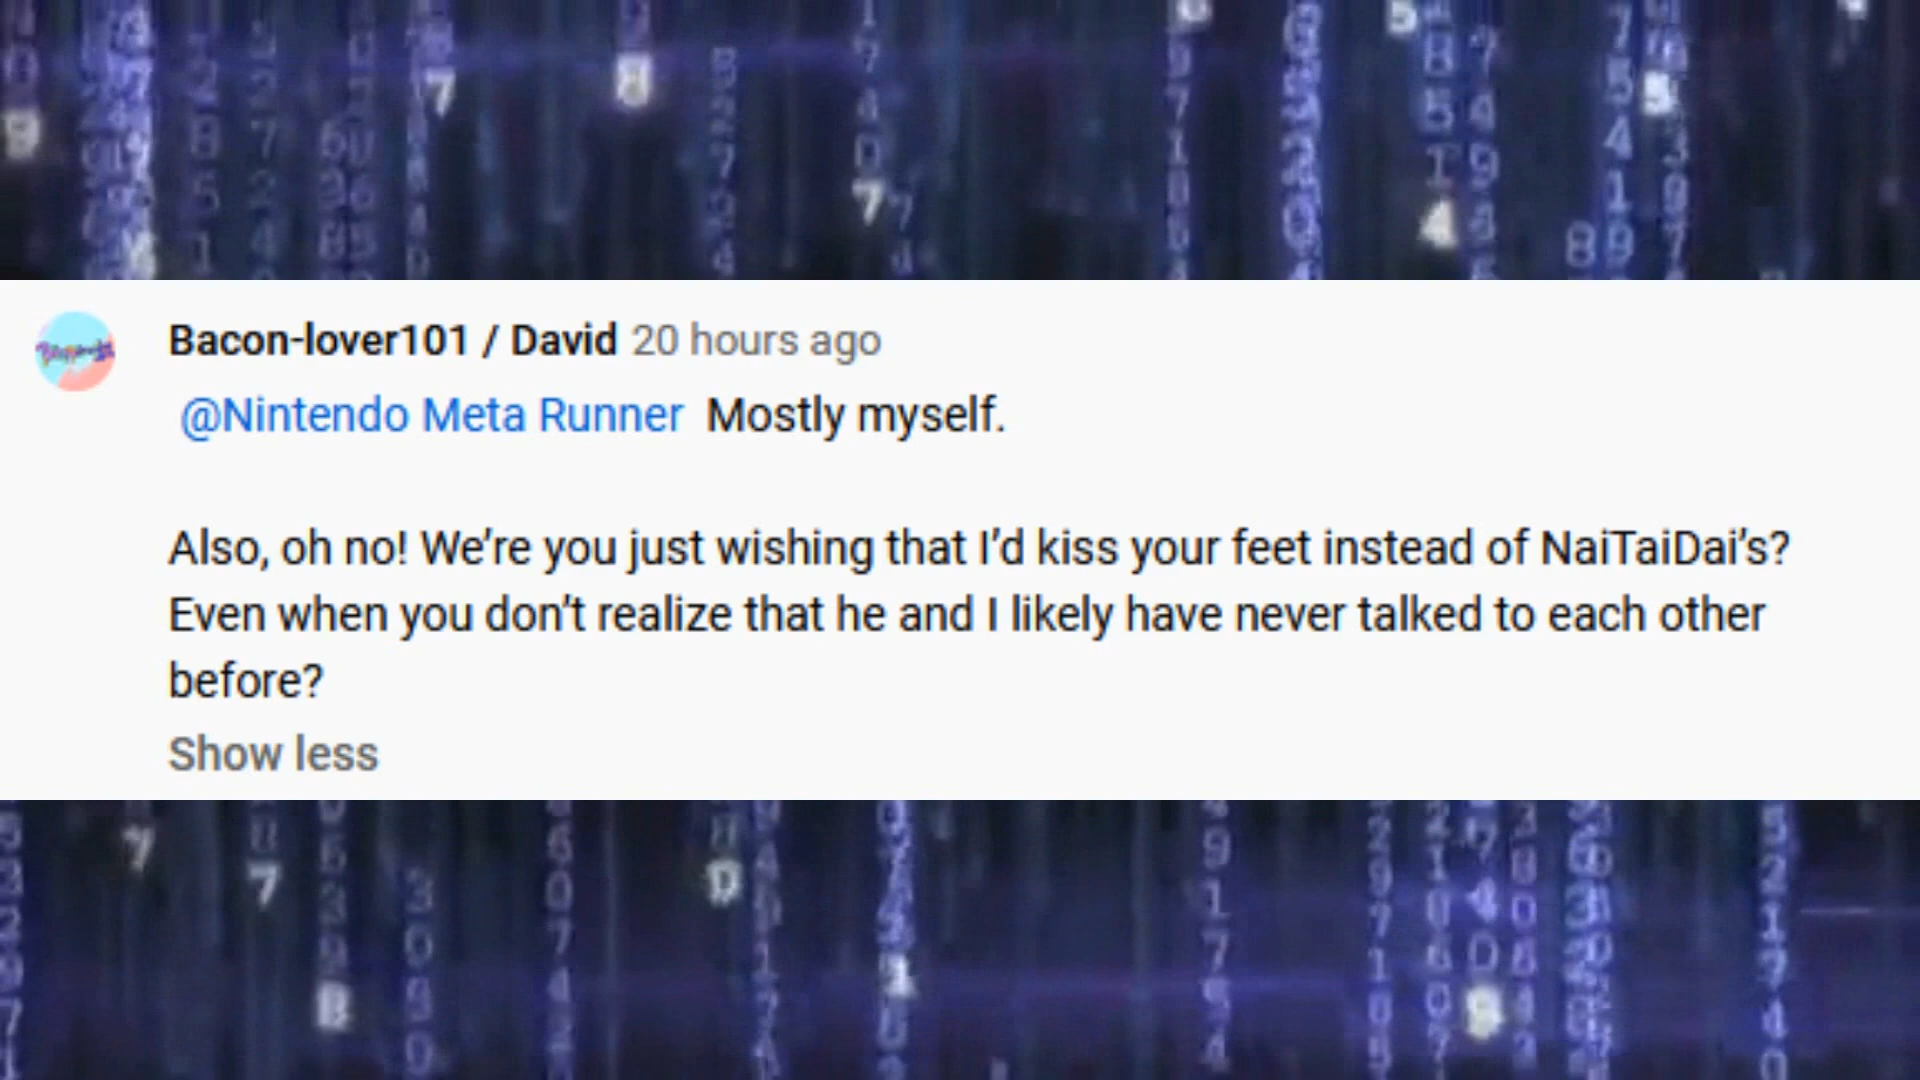 Bacon-lover101 / David 20 hours ago
@Nintendo Meta Runner Mostly myself.
Also, oh no! We’re you just wishing that I’d kiss your feet instead of NaiTaiDai’s?
Even when you don’t realize that he and I likely have never talked to each other
before?
Show less